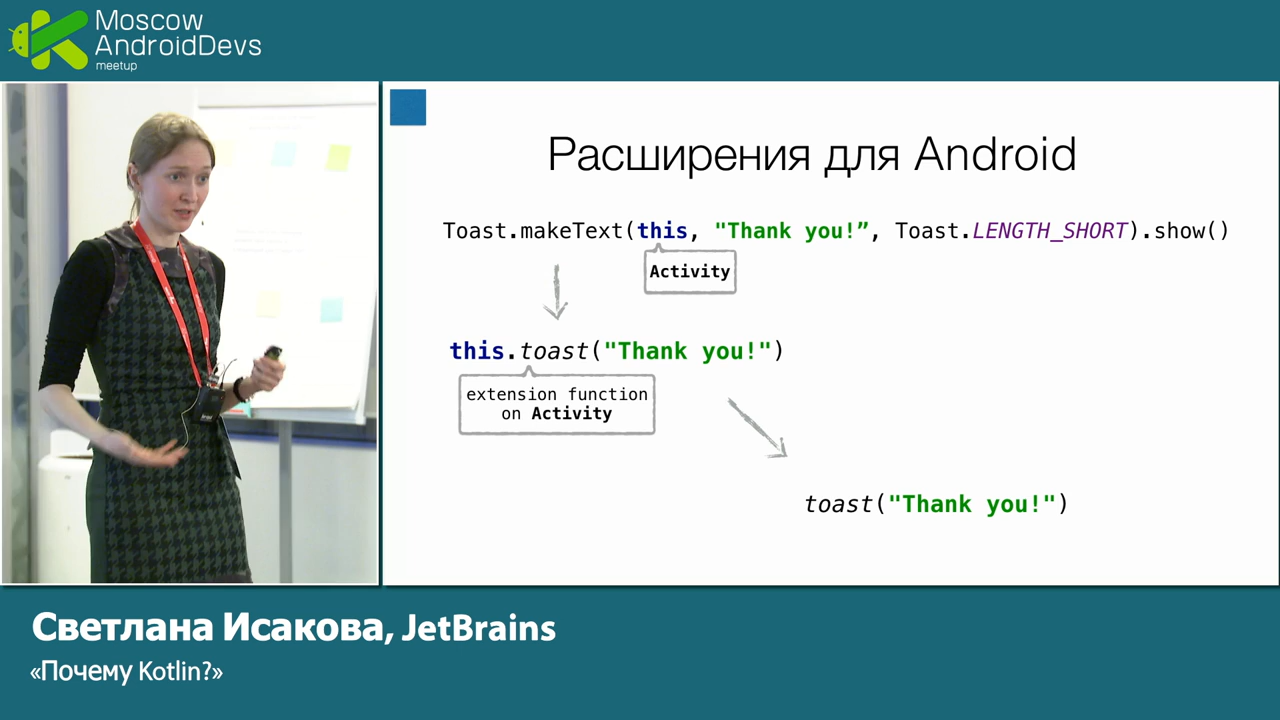 Moscow
AndroidDevs
meetup
Расширения для Android
Toast.makeText(this, "Thank you!”, Toast.LENGTH_SHORT).show()
Activity
this.toast("Thank you!")
extension function
on Activity
toast("Thank you!")
Светлана Исакова, JetBrains
«Почему Kotlin?»